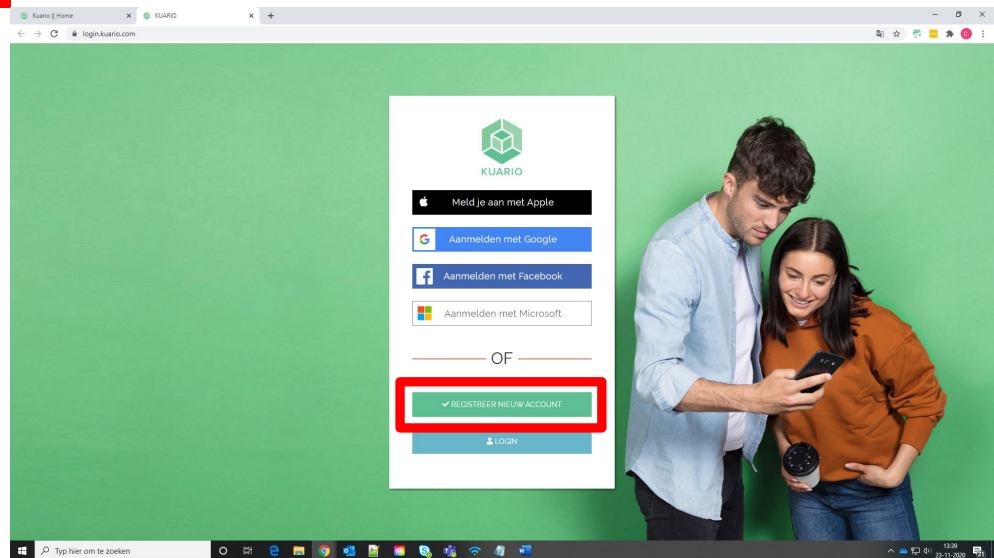 Kuario || Home
KUARIO
login.kuario.com
KUARIO
Meld je aan met Apple
Aanmelden met Google
Aanmelden met Facebook
Aanmelden met Microsoft
OF
REGISTREER NIEUW ACCOUNT
LOGIN
Typ hier om te zoeken
13:39
23-11-2020